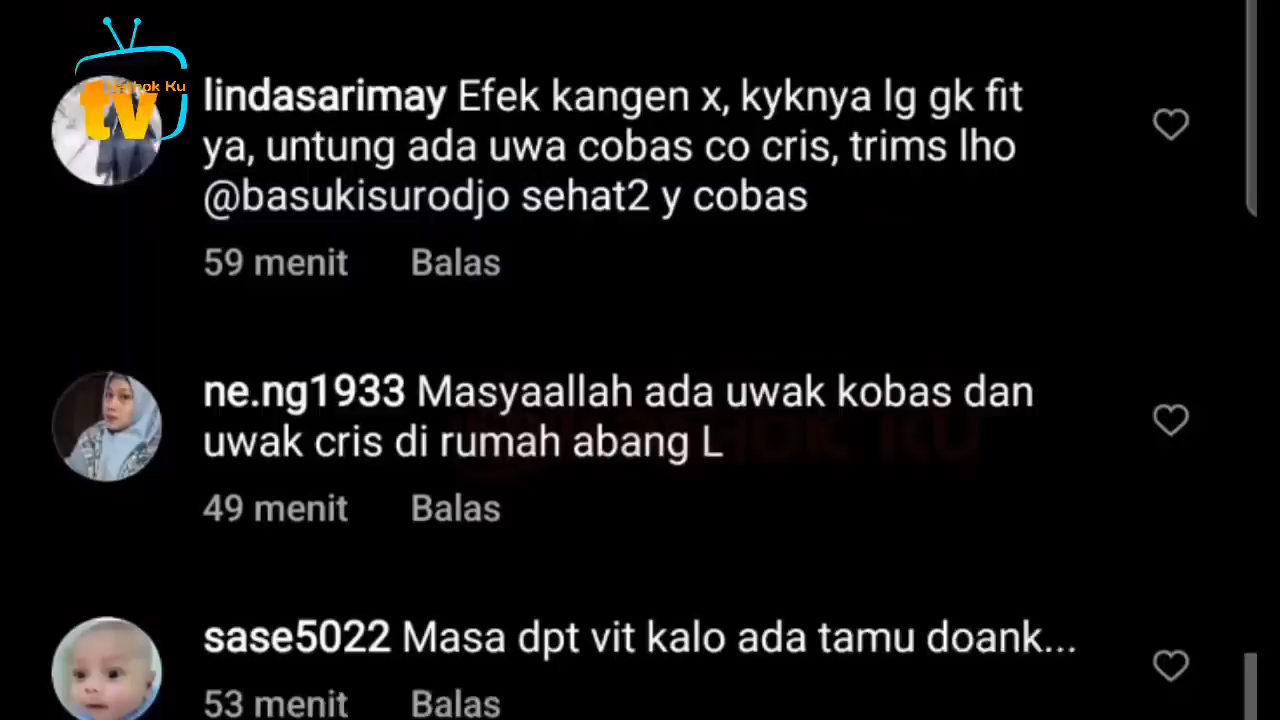 tv
lindasarimay Efek kangen x, kyknya lg gk fit
ya, untung ada uwa cobas co cris, trims lho
@basukisurodjo sehat2 y cobas
59 menit Balas
ne.ng1933 Masyaallah ada uwak kobas dan
uwak cris di rumah abang L
49 menit Balas
sase5022 Masa dpt vit kalo ada tamu doank...
53 menit Balas